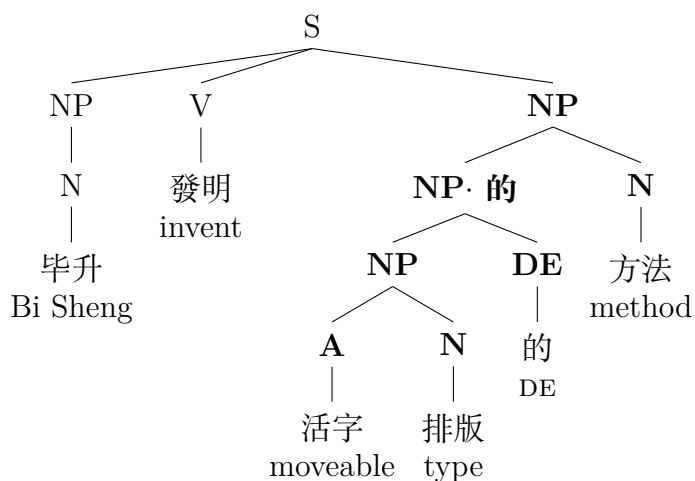 S
NP V NP
N 發明 NP· 的 N
invent
毕升 NP DE 方法
Bi Sheng method
A N 的
DE
活字 排版
moveable type